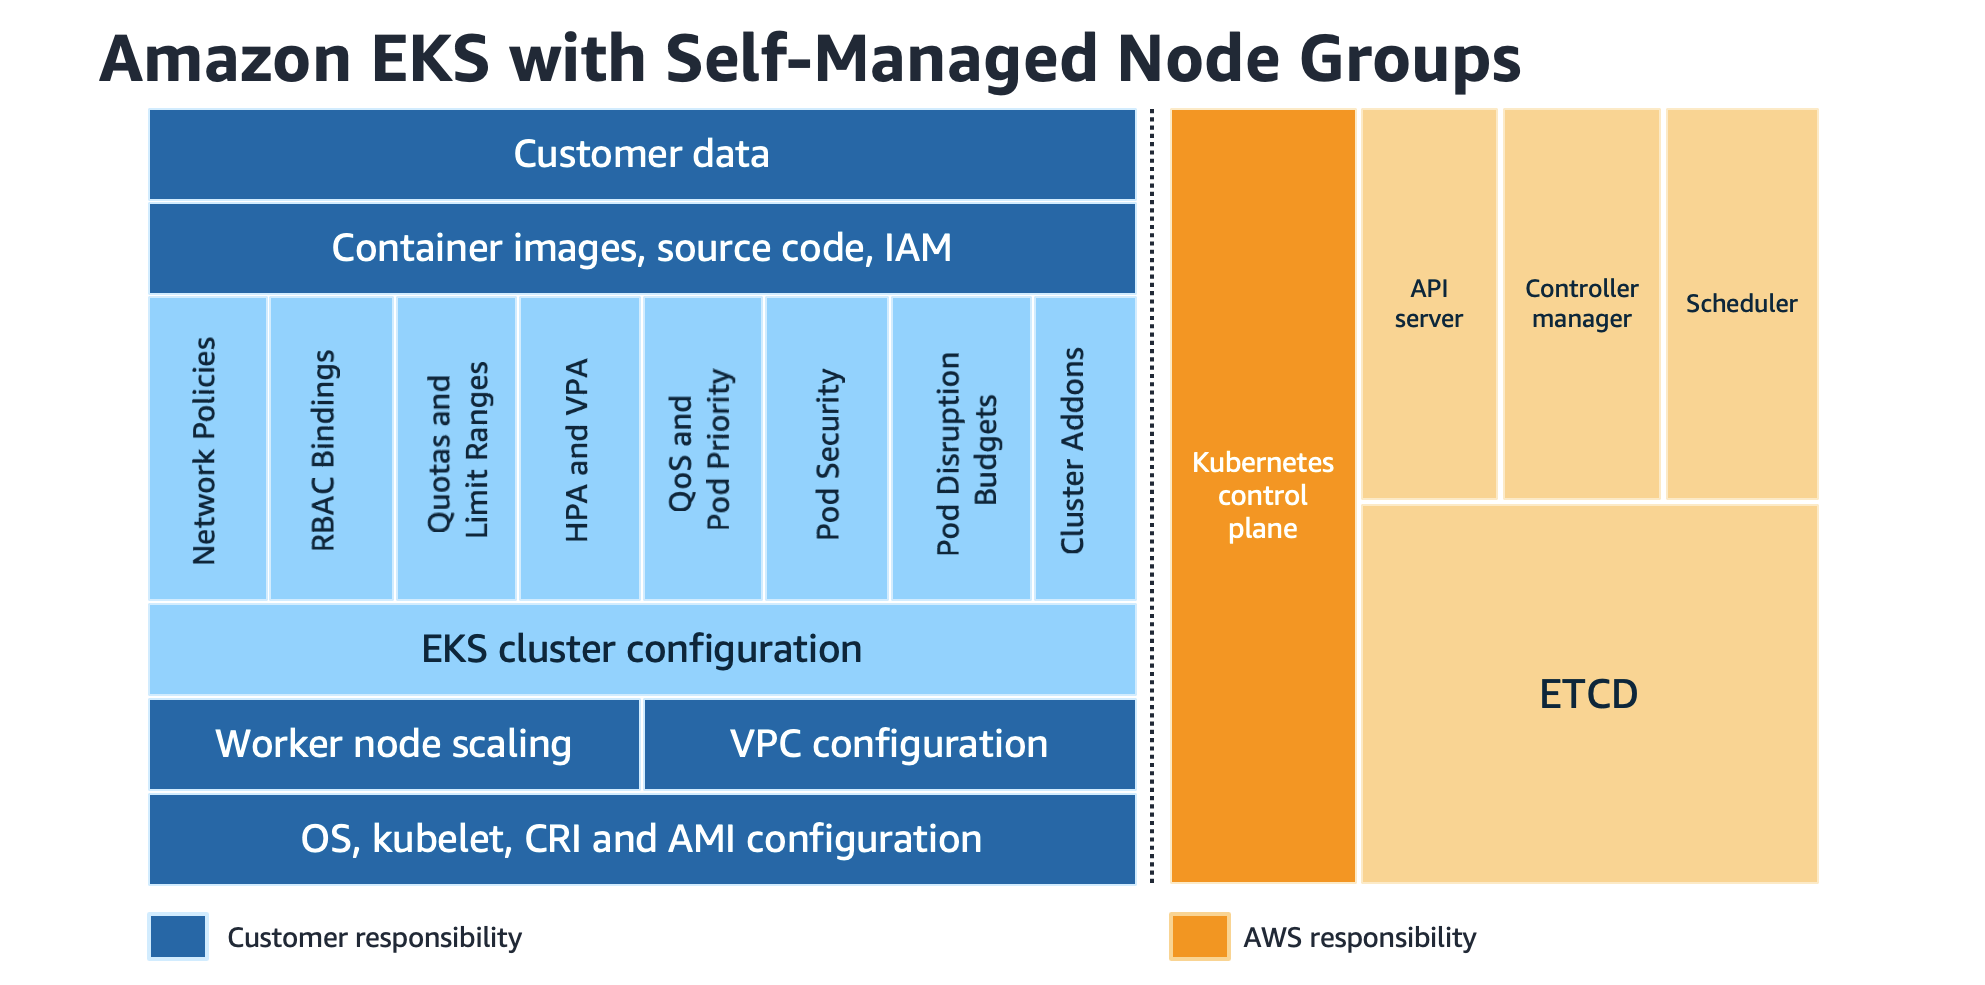 Amazon EKS with Self-Managed Node Groups
Customer data
Container images, source code, IAM
Network Policies
RBAC Bindings
Quotas and
Limit Ranges
HPA and VPA
QoS and
Pod Priority
Pod Security
Pod Disruption
Budgets
Cluster Addons
EKS cluster configuration
Worker node scaling
VPC configuration
OS, kubelet, CRI and AMI configuration
Customer responsibility
Kubernetes
control
plane
API
server
Controller
manager
Scheduler
ETCD
AWS responsibility